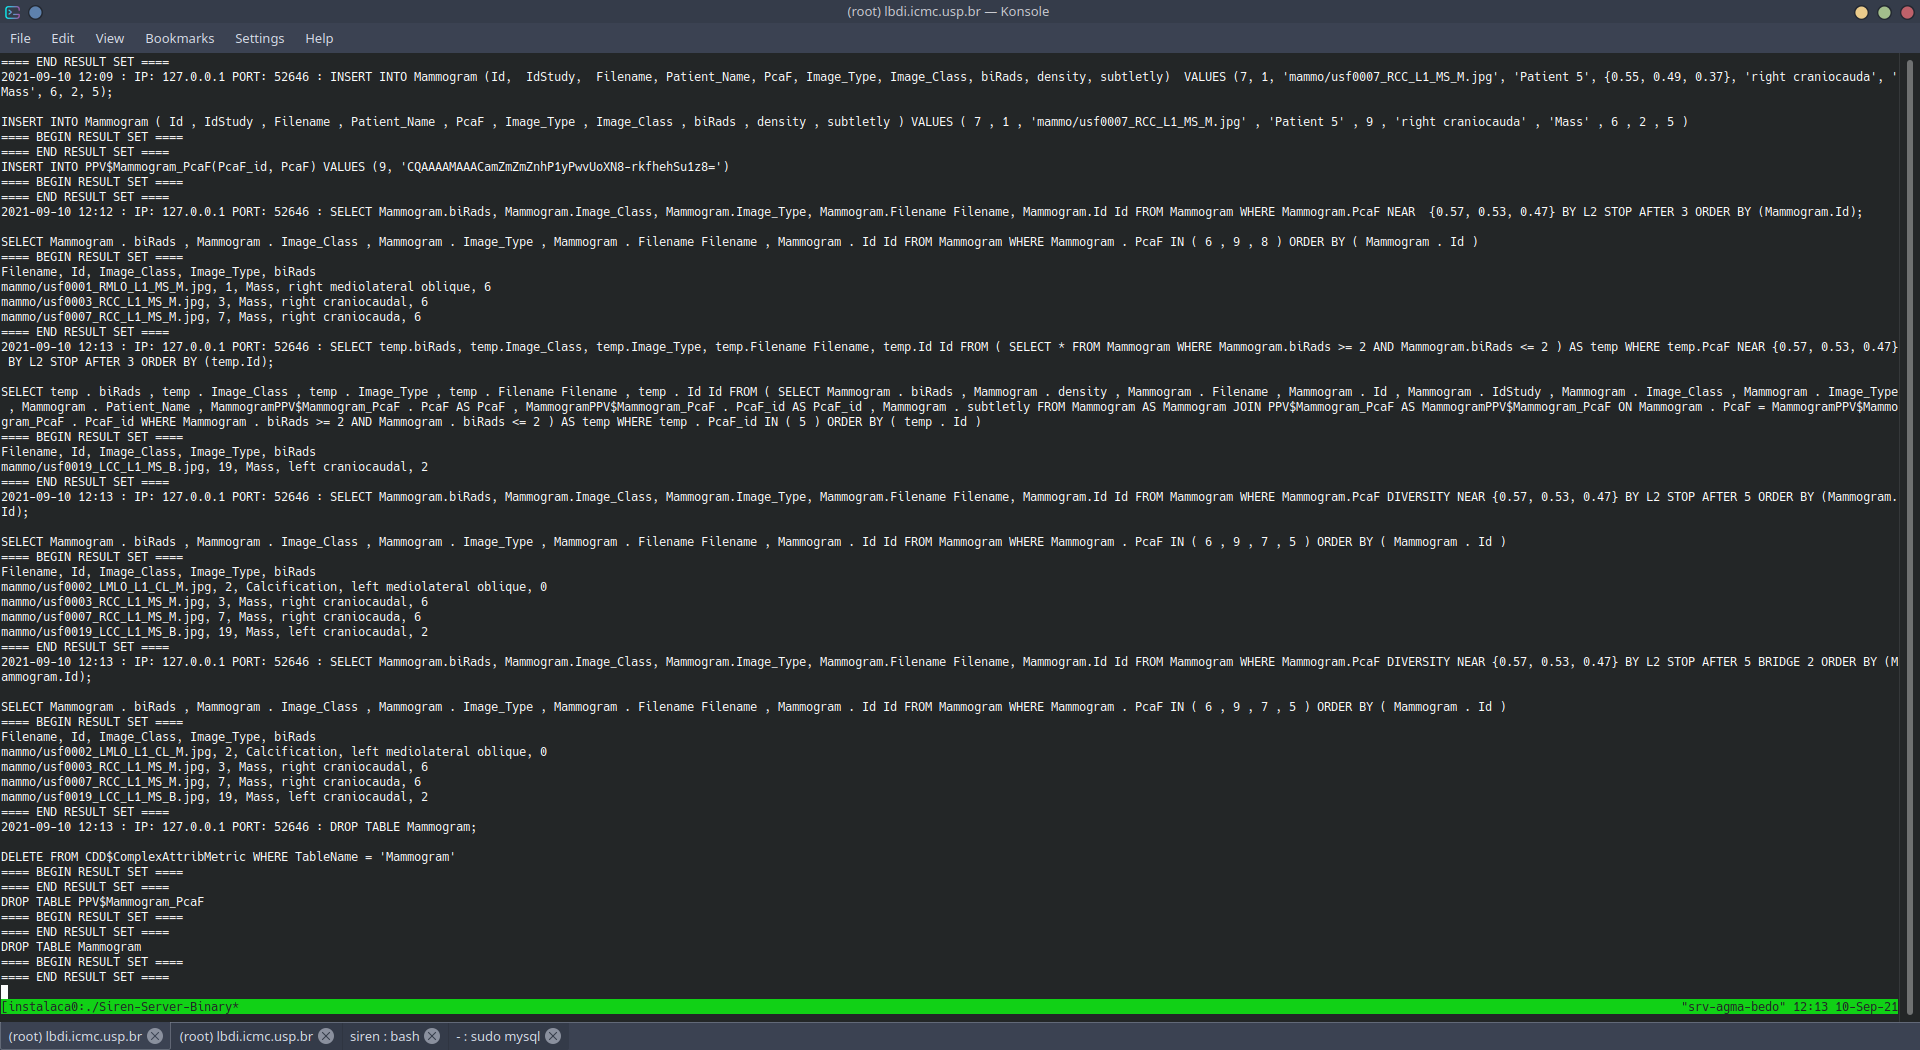 (root) lbdi.icmc.usp.br — Konsole
File Edit View Bookmarks Settings Help
==== END RESULT SET ====
2021-09-10 12:09 : IP: 127.0.0.1 PORT: 52646 : INSERT INTO Mammogram (Id,  IdStudy,  Filename, Patient_Name, PcaF, Image_Type, Image_Class, biRads, density, subtletly)  VALUES (7, 1, 'mammo/usf0007_RCC_L1_MS_M.jpg', 'Patient 5', {0.55, 0.49, 0.37}, 'right craniocauda', '
Mass', 6, 2, 5);
INSERT INTO Mammogram ( Id , IdStudy , Filename , Patient_Name , PcaF , Image_Type , Image_Class , biRads , density , subtletly ) VALUES ( 7 , 1 , 'mammo/usf0007_RCC_L1_MS_M.jpg' , 'Patient 5' , 9 , 'right craniocauda' , 'Mass' , 6 , 2 , 5 )
==== BEGIN RESULT SET ====
==== END RESULT SET ====
INSERT INTO PPV$Mammogram_PcaF(PcaF_id, PcaF) VALUES (9, 'CQAAAAMAAACamZmZmZnhP1yPwvUoXN8-rkfhehSu1z8=')
==== BEGIN RESULT SET ====
==== END RESULT SET ====
2021-09-10 12:12 : IP: 127.0.0.1 PORT: 52646 : SELECT Mammogram.biRads, Mammogram.Image_Class, Mammogram.Image_Type, Mammogram.Filename Filename, Mammogram.Id Id FROM Mammogram WHERE Mammogram.PcaF NEAR  {0.57, 0.53, 0.47} BY L2 STOP AFTER 3 ORDER BY (Mammogram.Id);
SELECT Mammogram . biRads , Mammogram . Image_Class , Mammogram . Image_Type , Mammogram . Filename Filename , Mammogram . Id Id FROM Mammogram WHERE Mammogram . PcaF IN ( 6 , 9 , 8 ) ORDER BY ( Mammogram . Id )
==== BEGIN RESULT SET ====
Filename, Id, Image_Class, Image_Type, biRads
mammo/usf0001_RMLO_L1_MS_M.jpg, 1, Mass, right mediolateral oblique, 6
mammo/usf0003_RCC_L1_MS_M.jpg, 3, Mass, right craniocaudal, 6
mammo/usf0007_RCC_L1_MS_M.jpg, 7, Mass, right craniocauda, 6
==== END RESULT SET ====
2021-09-10 12:13 : IP: 127.0.0.1 PORT: 52646 : SELECT temp.biRads, temp.Image_Class, temp.Image_Type, temp.Filename Filename, temp.Id Id FROM ( SELECT * FROM Mammogram WHERE Mammogram.biRads >= 2 AND Mammogram.biRads <= 2 ) AS temp WHERE temp.PcaF NEAR {0.57, 0.53, 0.47}
BY L2 STOP AFTER 3 ORDER BY (temp.Id);
SELECT temp . biRads , temp . Image_Class , temp . Image_Type , temp . Filename Filename , temp . Id Id FROM ( SELECT Mammogram . biRads , Mammogram . density , Mammogram . Filename , Mammogram . Id , Mammogram . IdStudy , Mammogram . Image_Class , Mammogram . Image_Type
, Mammogram . Patient_Name , MammogramPPV$Mammogram_PcaF . PcaF AS PcaF , MammogramPPV$Mammogram_PcaF . PcaF_id AS PcaF_id , Mammogram . subtletly FROM Mammogram AS Mammogram JOIN PPV$Mammogram_PcaF AS MammogramPPV$Mammogram_PcaF ON Mammogram . PcaF = MammogramPPV$Mammo
gram_PcaF . PcaF_id WHERE Mammogram . biRads >= 2 AND Mammogram . biRads <= 2 ) AS temp WHERE temp . PcaF_id IN ( 5 ) ORDER BY ( temp . Id )
==== BEGIN RESULT SET ====
Filename, Id, Image_Class, Image_Type, biRads
mammo/usf0019_LCC_L1_MS_B.jpg, 19, Mass, left craniocaudal, 2
==== END RESULT SET ====
2021-09-10 12:13 : IP: 127.0.0.1 PORT: 52646 : SELECT Mammogram.biRads, Mammogram.Image_Class, Mammogram.Image_Type, Mammogram.Filename Filename, Mammogram.Id Id FROM Mammogram WHERE Mammogram.PcaF DIVERSITY NEAR {0.57, 0.53, 0.47} BY L2 STOP AFTER 5 ORDER BY (Mammogram.
Id);
SELECT Mammogram . biRads , Mammogram . Image_Class , Mammogram . Image_Type , Mammogram . Filename Filename , Mammogram . Id Id FROM Mammogram WHERE Mammogram . PcaF IN ( 6 , 9 , 7 , 5 ) ORDER BY ( Mammogram . Id )
==== BEGIN RESULT SET ====
Filename, Id, Image_Class, Image_Type, biRads
mammo/usf0002_LMLO_L1_CL_M.jpg, 2, Calcification, left mediolateral oblique, 0
mammo/usf0003_RCC_L1_MS_M.jpg, 3, Mass, right craniocaudal, 6
mammo/usf0007_RCC_L1_MS_M.jpg, 7, Mass, right craniocauda, 6
mammo/usf0019_LCC_L1_MS_B.jpg, 19, Mass, left craniocaudal, 2
==== END RESULT SET ====
2021-09-10 12:13 : IP: 127.0.0.1 PORT: 52646 : SELECT Mammogram.biRads, Mammogram.Image_Class, Mammogram.Image_Type, Mammogram.Filename Filename, Mammogram.Id Id FROM Mammogram WHERE Mammogram.PcaF DIVERSITY NEAR {0.57, 0.53, 0.47} BY L2 STOP AFTER 5 BRIDGE 2 ORDER BY (M
ammogram.Id);
SELECT Mammogram . biRads , Mammogram . Image_Class , Mammogram . Image_Type , Mammogram . Filename Filename , Mammogram . Id Id FROM Mammogram WHERE Mammogram . PcaF IN ( 6 , 9 , 7 , 5 ) ORDER BY ( Mammogram . Id )
==== BEGIN RESULT SET ====
Filename, Id, Image_Class, Image_Type, biRads
mammo/usf0002_LMLO_L1_CL_M.jpg, 2, Calcification, left mediolateral oblique, 0
mammo/usf0003_RCC_L1_MS_M.jpg, 3, Mass, right craniocaudal, 6
mammo/usf0007_RCC_L1_MS_M.jpg, 7, Mass, right craniocauda, 6
mammo/usf0019_LCC_L1_MS_B.jpg, 19, Mass, left craniocaudal, 2
==== END RESULT SET ====
2021-09-10 12:13 : IP: 127.0.0.1 PORT: 52646 : DROP TABLE Mammogram;
DELETE FROM CDD$ComplexAttribMetric WHERE TableName = 'Mammogram'
==== BEGIN RESULT SET ====
==== END RESULT SET ====
DROP TABLE PPV$Mammogram_PcaF
==== BEGIN RESULT SET ====
==== END RESULT SET ====
DROP TABLE Mammogram
==== BEGIN RESULT SET ====
==== END RESULT SET ====
[instalaca0:./Siren-Server-Binary* "srv-agma-bedo" 12:13 10-Sep-21
(root) lbdi.icmc.usp.br (root) lbdi.icmc.usp.br siren : bash - : sudo mysql